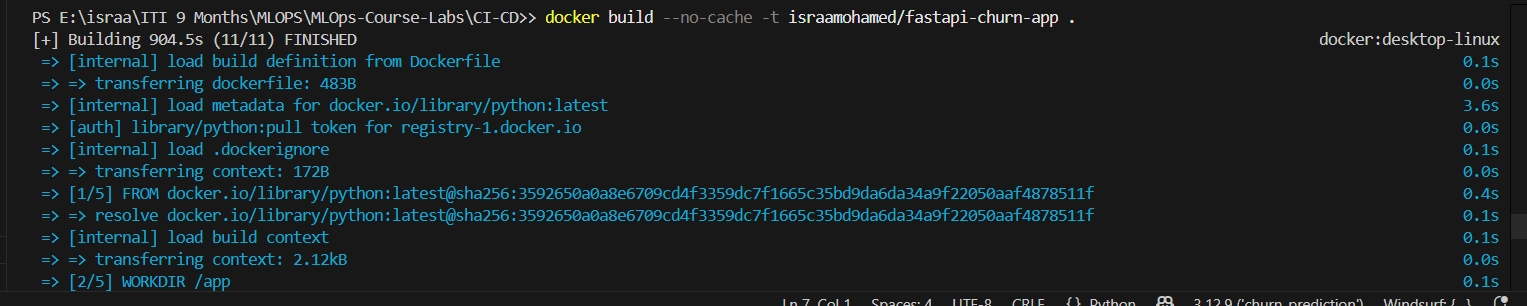 PS E:\israa\ITI 9 Months\MLOPS\MLOps-Course-Labs\CI-CD>> docker build --no-cache -t israamohamed/fastapi-churn-app .
[+] Building 904.5s (11/11) FINISHED docker:desktop-linux
=> [internal] load build definition from Dockerfile 0.1s
=> => transferring dockerfile: 483B 0.0s
=> [internal] load metadata for docker.io/library/python:latest 3.6s
=> [auth] library/python:pull token for registry-1.docker.io 0.0s
=> [internal] load .dockerignore 0.1s
=> => transferring context: 172B 0.0s
=> [1/5] FROM docker.io/library/python:latest@sha256:3592650a0a8e6709cd4f3359dc7f1665c35bd9da6da34a9f22050aaf4878511f 0.4s
=> => resolve docker.io/library/python:latest@sha256:3592650a0a8e6709cd4f3359dc7f1665c35bd9da6da34a9f22050aaf4878511f 0.1s
=> [internal] load build context 0.1s
=> => transferring context: 2.12kB 0.0s
=> [2/5] WORKDIR /app 0.1s
Ln 7, Col 1 Spaces: 4 UTF-8 CRLF {} Python 3.12.9 ('churn_prediction') Windsurf: {...}